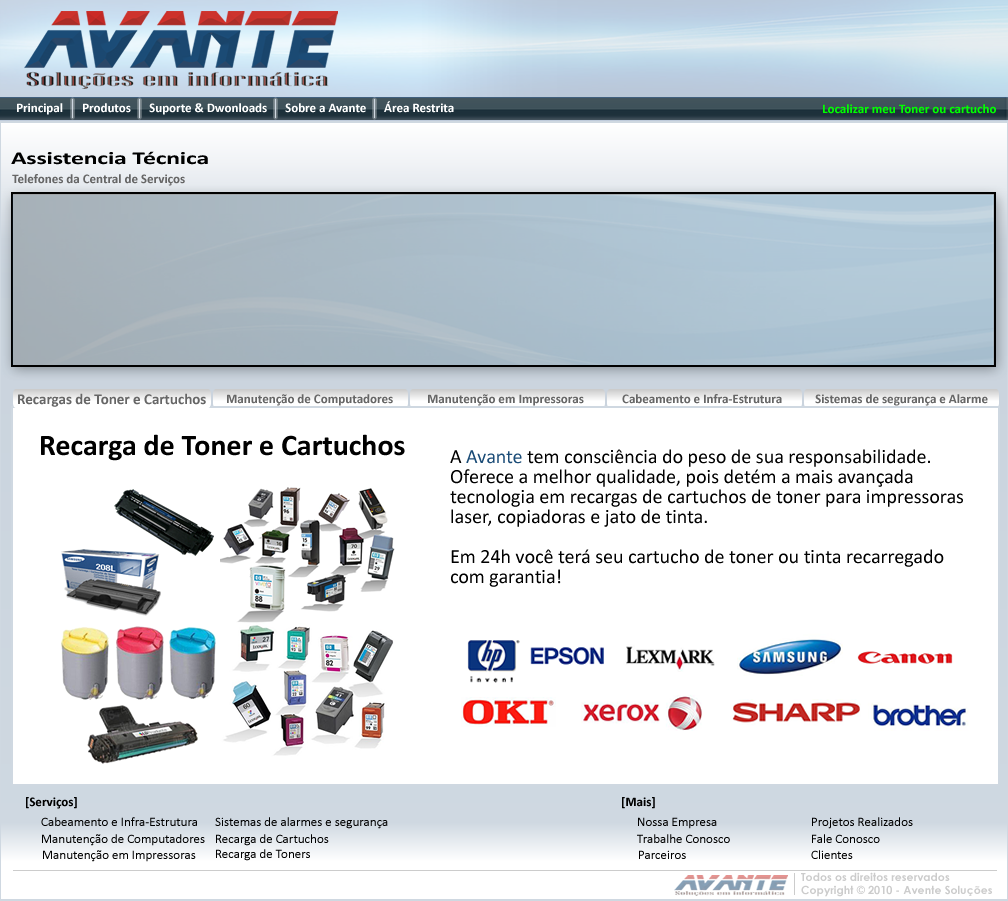 AVANTE
Soluções em informática
Principal Produtos Suporte & Dwonloads Sobre a Avante Área Restrita Localizar meu Toner ou cartucho
Assistencia Técnica
Telefones da Central de Serviços
Recargas de Toner e Cartuchos Manutenção de Computadores Manutenção em Impressoras Cabeamento e Infra-Estrutura Sistemas de segurança e Alarme
Recarga de Toner e Cartuchos
A Avante tem consciência do peso de sua responsabilidade.
Oferece a melhor qualidade, pois detém a mais avançada
tecnologia em recargas de cartuchos de toner para impressoras
laser, copiadoras e jato de tinta.
Em 24h você terá seu cartucho de toner ou tinta recarregado
com garantia!
208L
96
15
70
29
88
27
82
60
hp EPSON LEXMARK SAMSUNG Canon
invent
OKI xerox SHARP brother
[Serviços] [Mais]
Cabeamento e Infra-Estrutura Sistemas de alarmes e segurança Nossa Empresa Projetos Realizados
Manutenção de Computadores Recarga de Cartuchos Trabalhe Conosco Fale Conosco
Manutenção em Impressoras Recarga de Toners Parceiros Clientes
AVANTE Todos os direitos reservados
Soluções em informática Copyright © 2010 - Avente Soluções